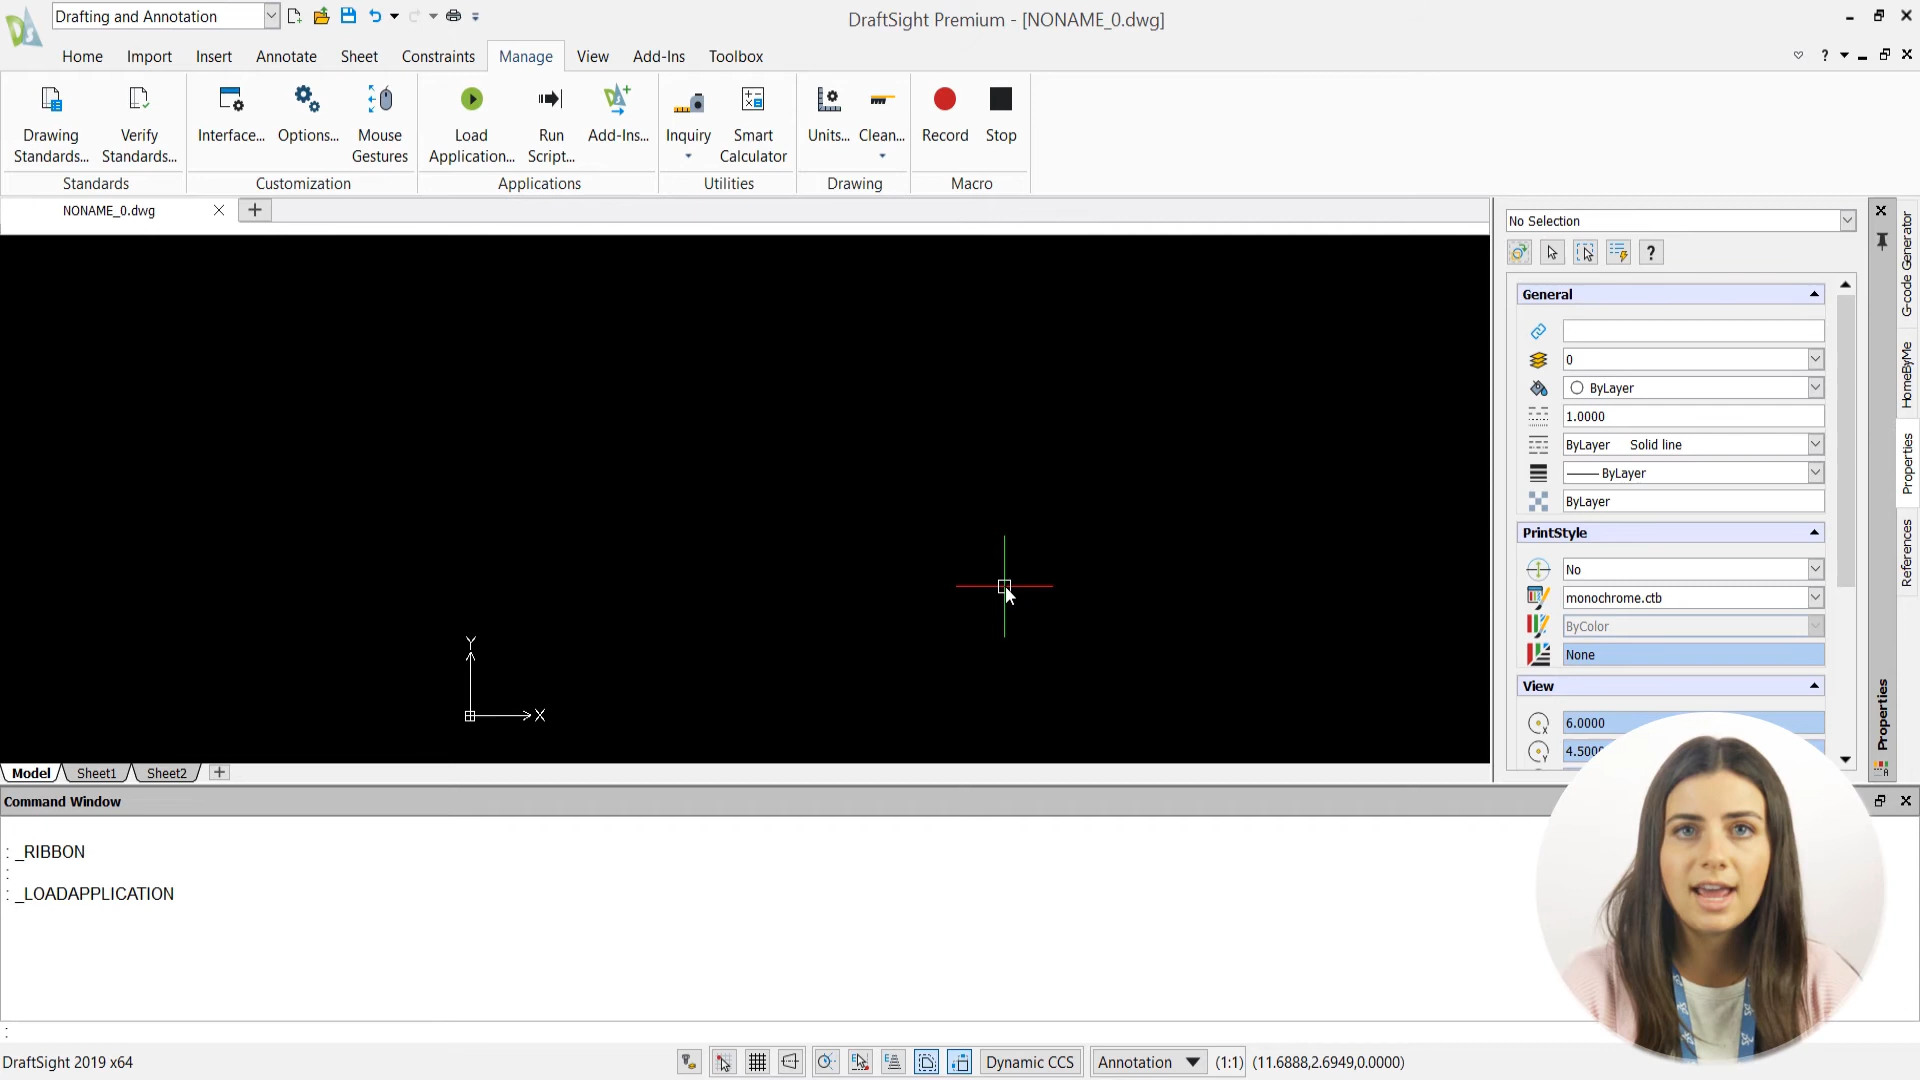 Drafting and Annotation
DraftSight Premium - [NONAME_0.dwg]
Home Import Insert Annotate Sheet Constraints Manage View Add-Ins Toolbox
?
Drawing Standards...
Verify Standards...
Interface...
Options...
Mouse Gestures
Load Application...
Run Script...
Add-Ins...
Inquiry
Smart Calculator
Units...
Clean...
Record
Stop
Standards
Customization
Applications
Utilities
Drawing
Macro
NONAME_0.dwg
No Selection
?
General
0
ByLayer
1.0000
ByLayer Solid line
ByLayer
ByLayer
PrintStyle
No
monochrome.ctb
ByColor
None
View
6.0000
4.5000
G-code Generator
HomeByMe
Properties
References
Properties
Y
X
Model Sheet1 Sheet2
Command Window
: _RIBBON
:
: _LOADAPPLICATION
:
DraftSight 2019 x64
Dynamic CCS
Annotation
(1:1)
(11.6888,2.6949,0.0000)